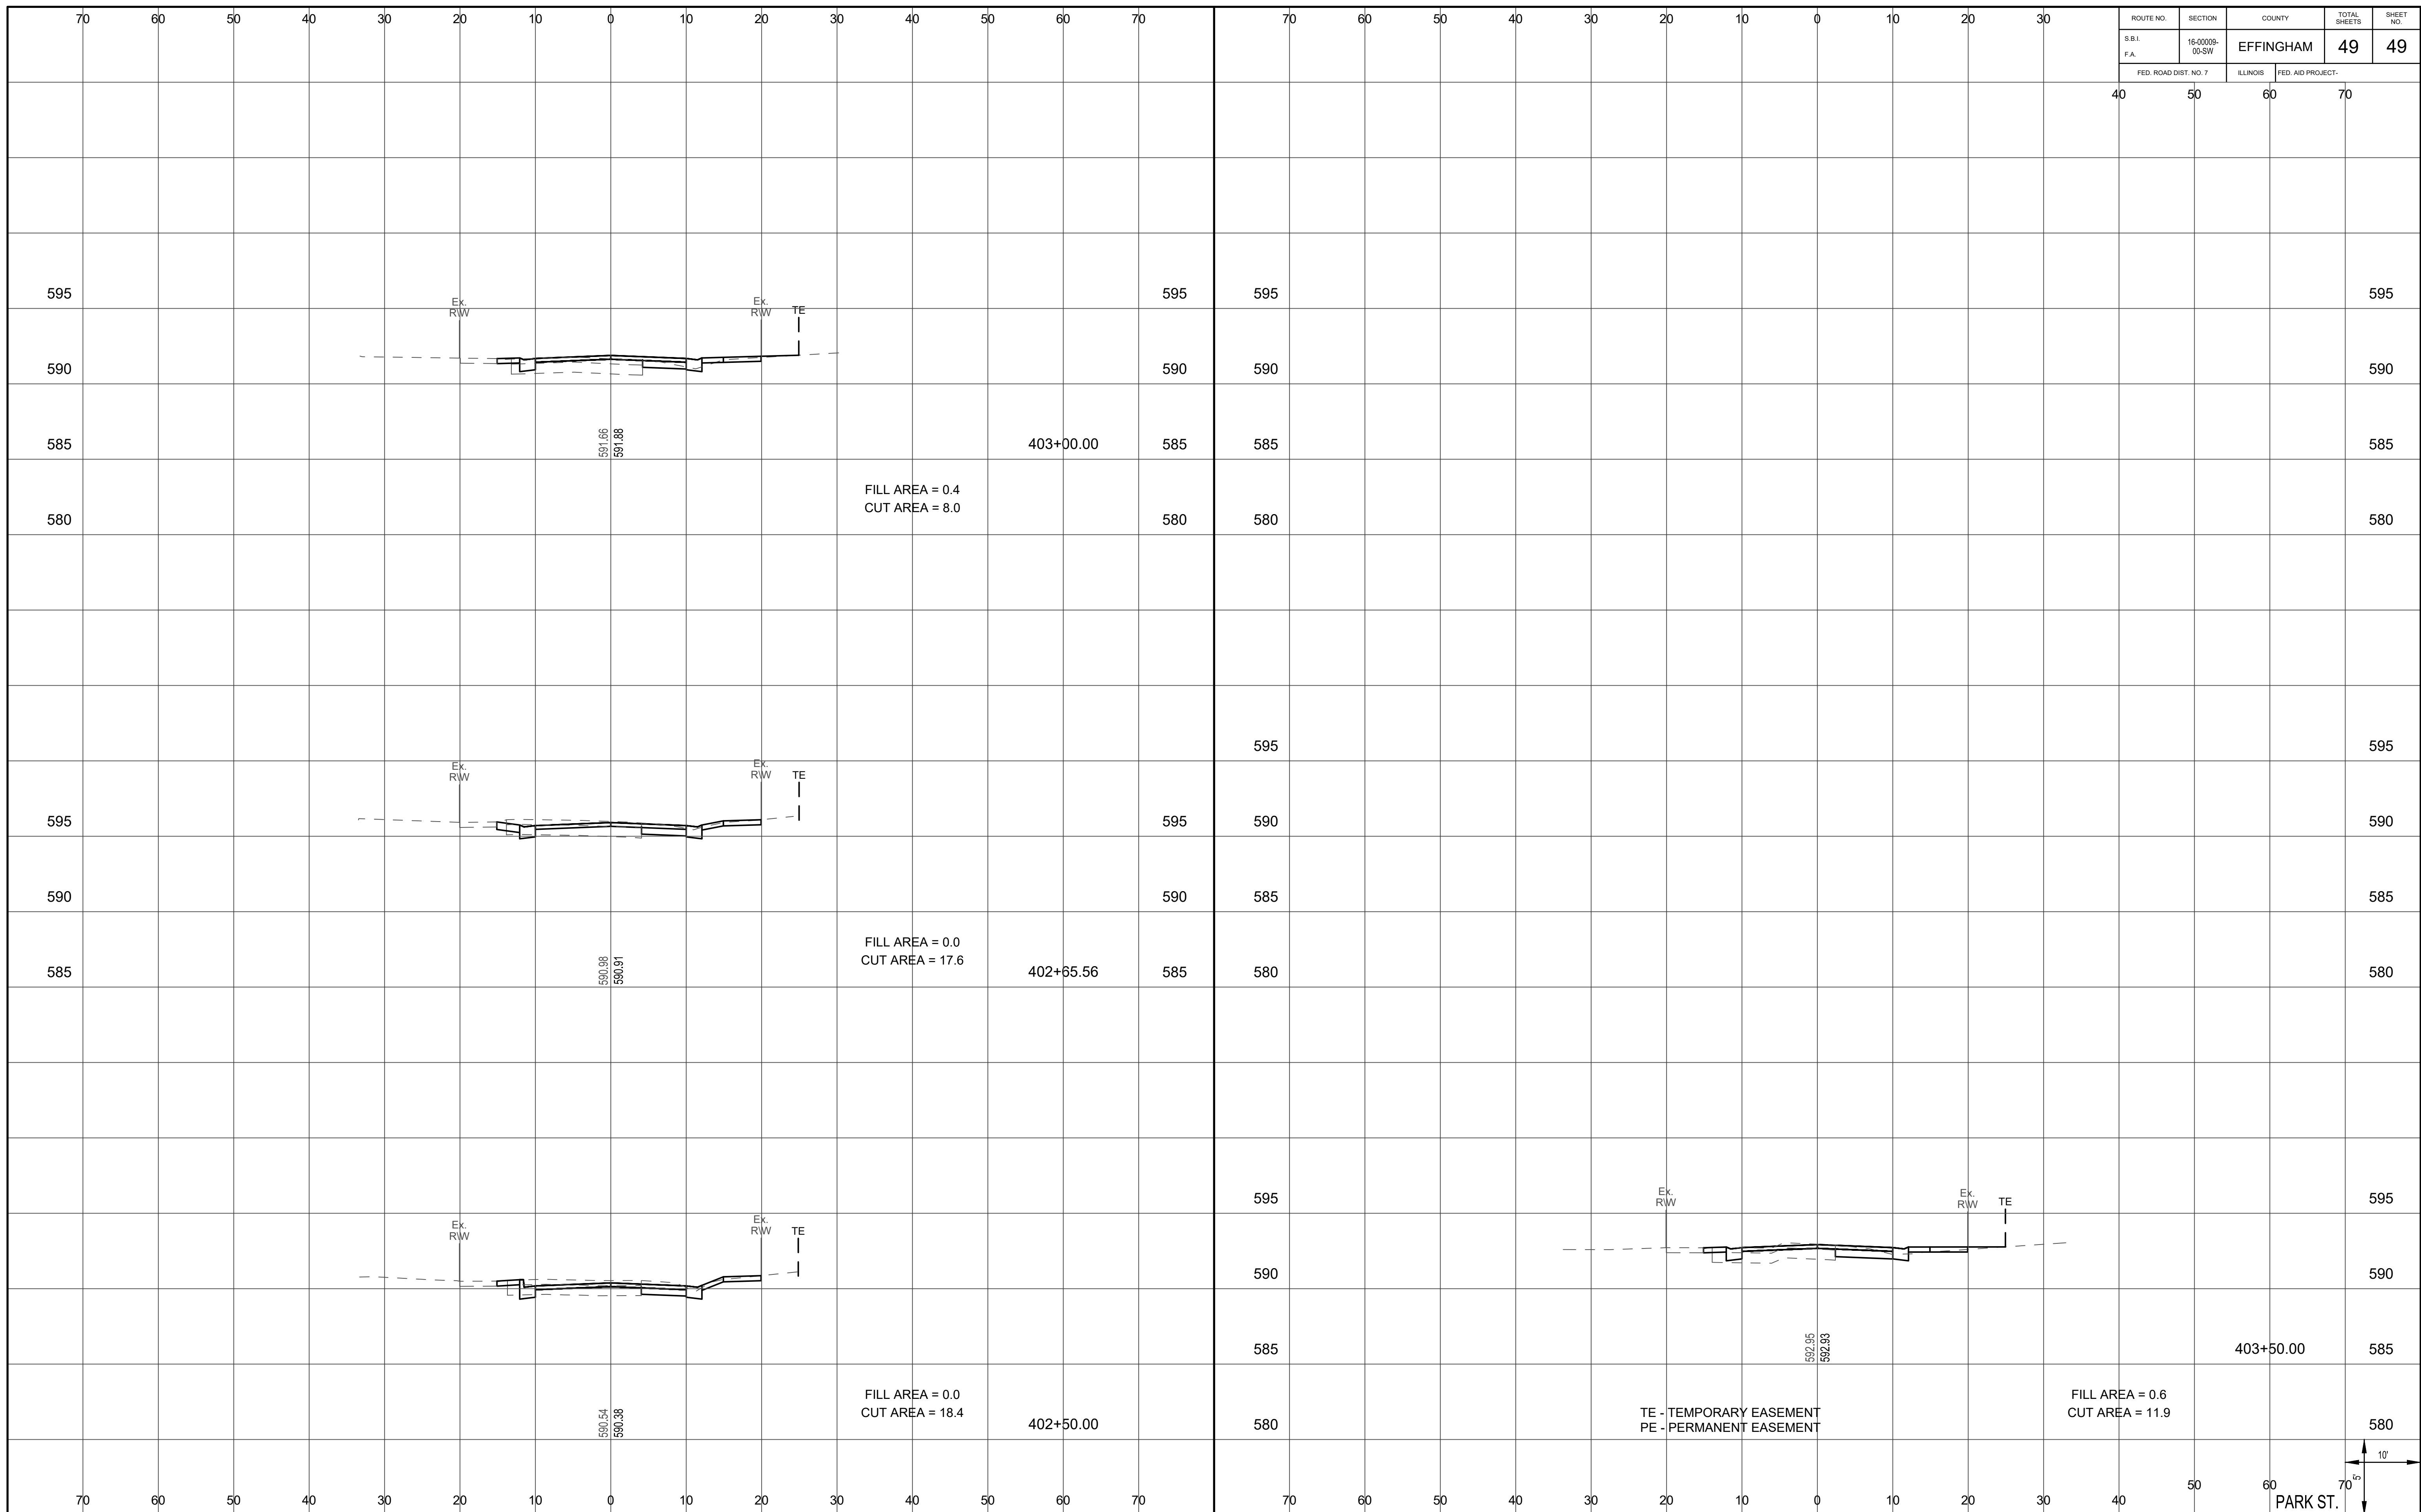 70 60 50 40 30 20 10 0 10 20 30 40 50 60 70 70 60 50 40 30 20 10 0 10 20 30
ROUTE NO. SECTION COUNTY TOTAL SHEETS SHEET NO.
S.B.I.
F.A.
16-00009-
00-SW
EFFINGHAM 49 49
FED. ROAD DIST. NO. 7 ILLINOIS FED. AID PROJECT-
40 50 60 70
595 595 595 595
Ex.
RW
Ex.
RW
TE
590 590 590 590
591.66
591.88
585 403+00.00 585 585 585
FILL AREA = 0.4
CUT AREA = 8.0
580 580 580 580
595 595
Ex.
RW
Ex.
RW
TE
595 595 590 590
590 590 585 585
FILL AREA = 0.0
CUT AREA = 17.6
590.98
590.91
585 402+65.56 585 580 580
595 595
Ex.
RW
Ex.
RW
TE
Ex.
RW
Ex.
RW
TE
590 590
592.95
592.93
585 403+50.00 585
FILL AREA = 0.0
CUT AREA = 18.4
590.54
590.38
402+50.00
FILL AREA = 0.6
CUT AREA = 11.9
TE - TEMPORARY EASEMENT
PE - PERMANENT EASEMENT
580 580
10'
5'
50 60 70
70 60 50 40 30 20 10 0 10 20 30 40 50 60 70 70 60 50 40 30 20 10 0 10 20 30 40
PARK ST.